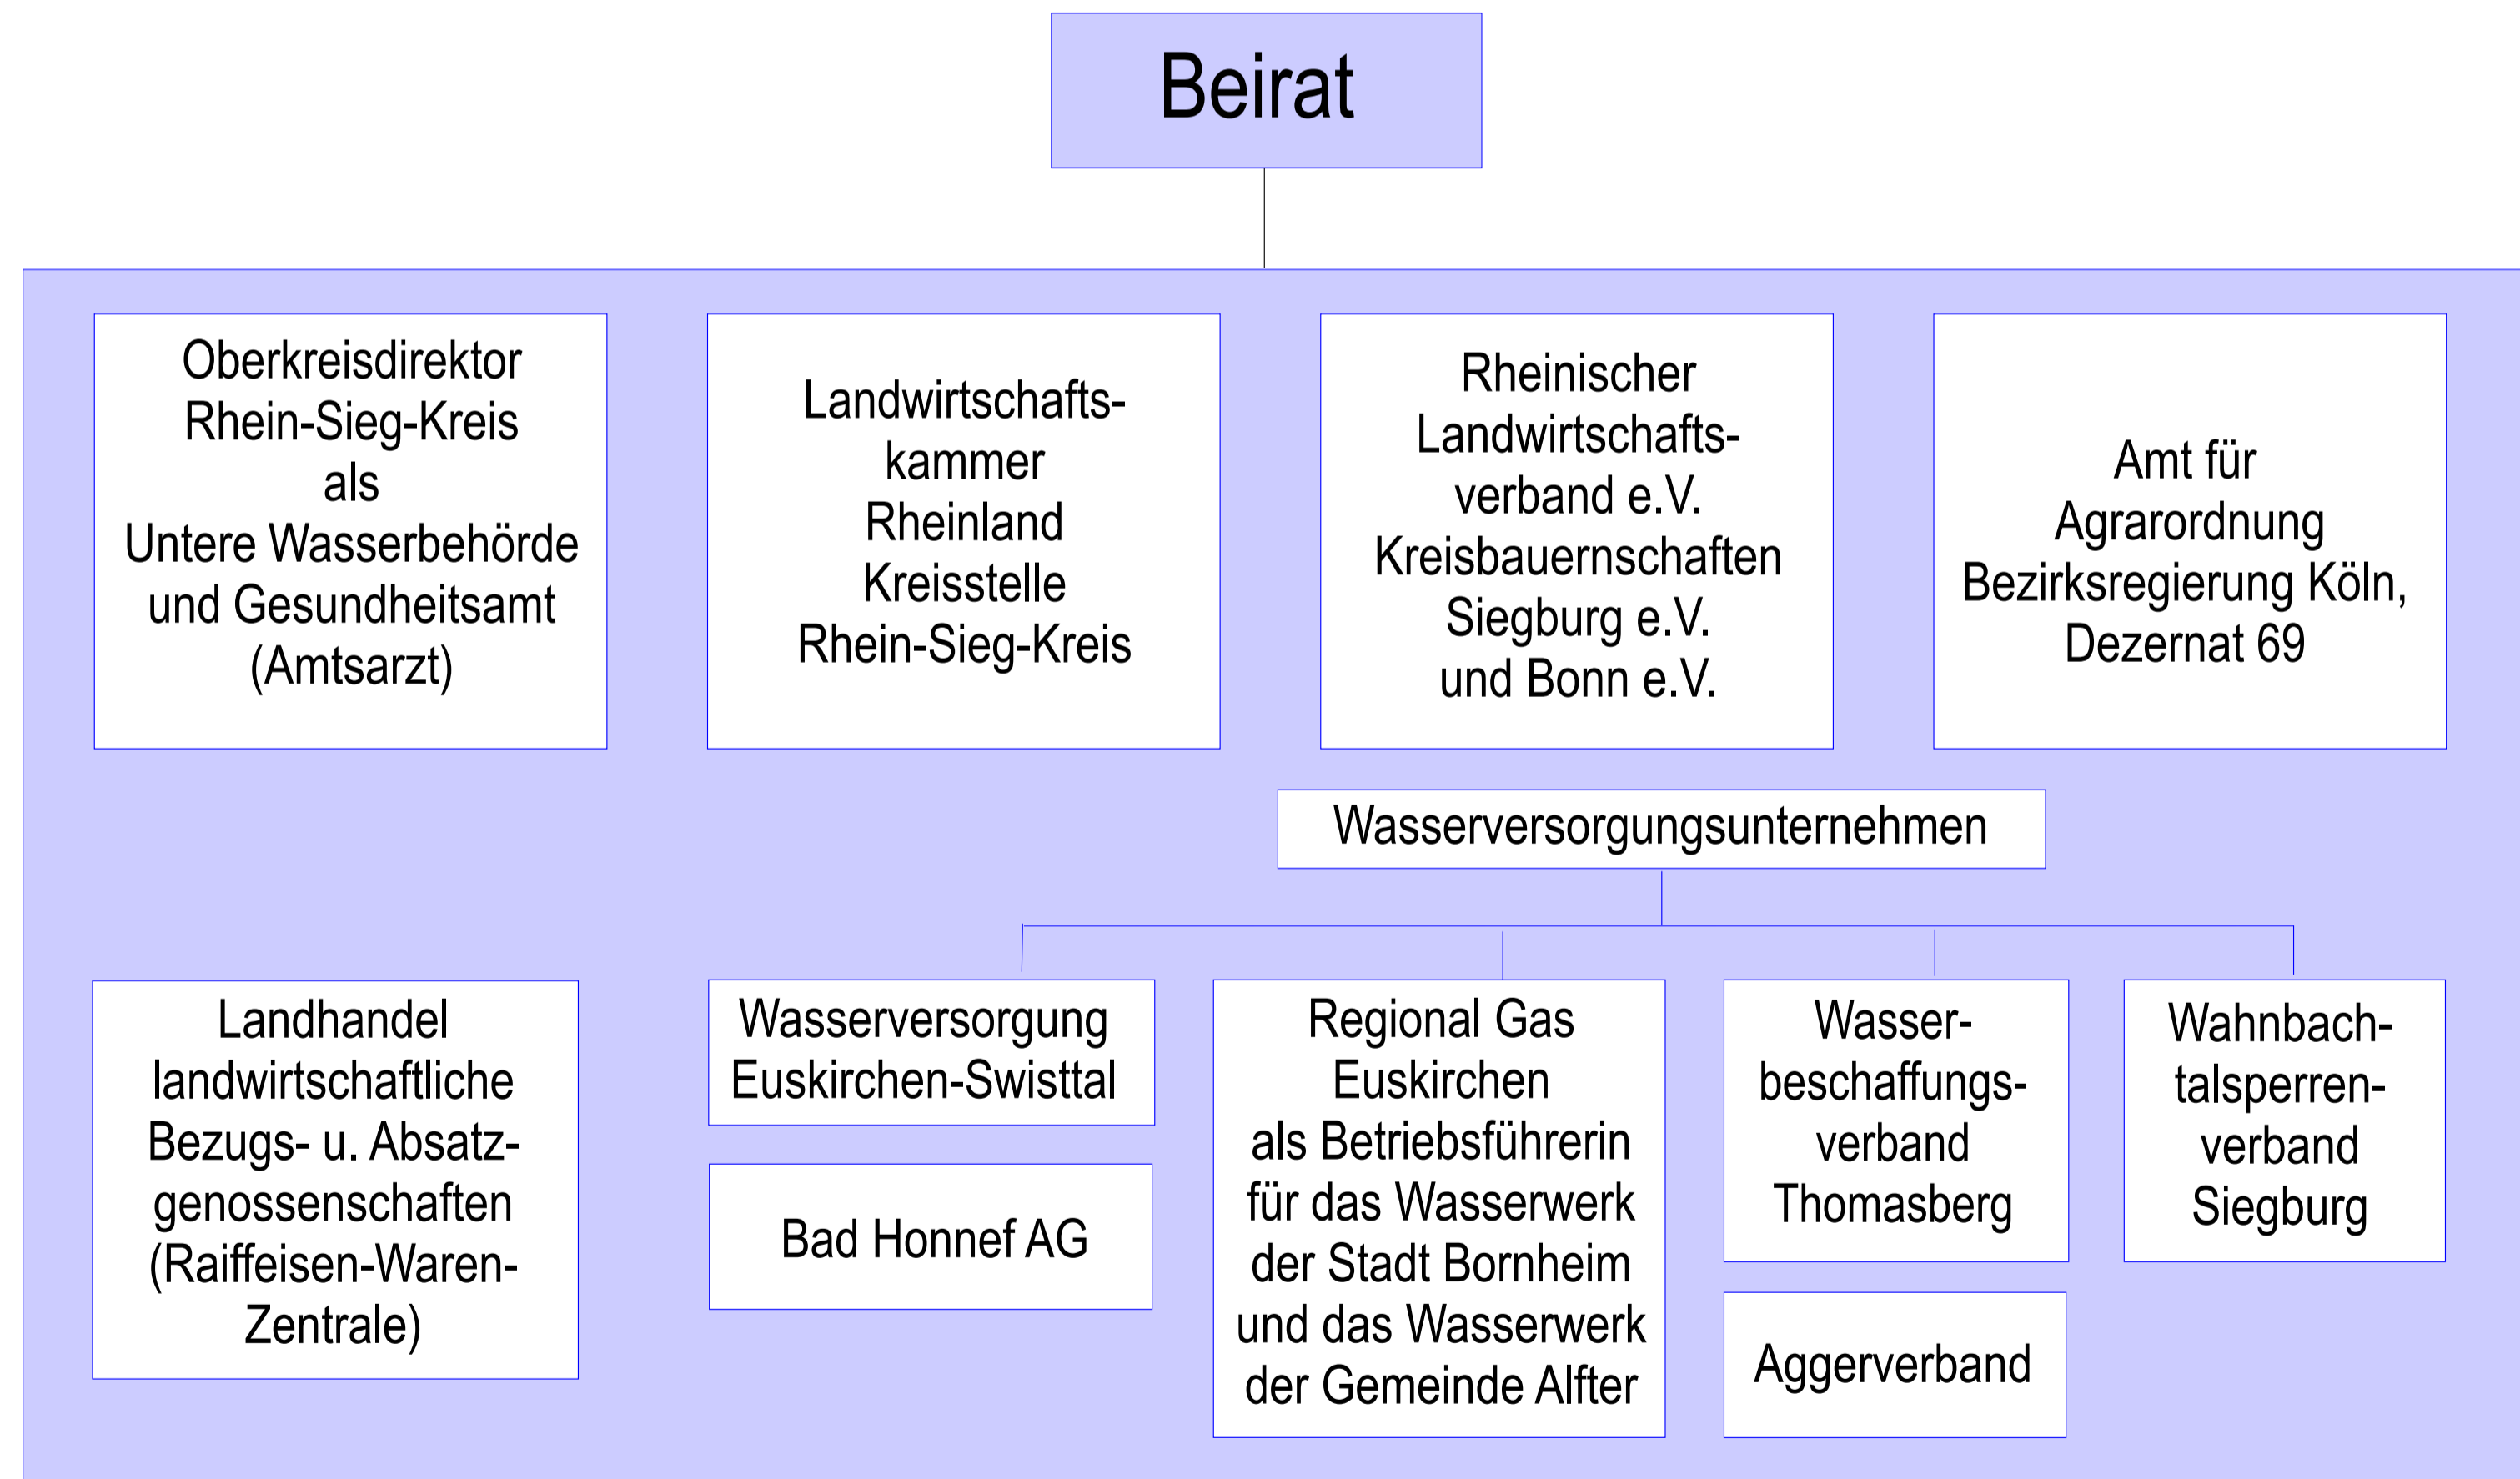 Beirat
Oberkreisdirektor
Rhein-Sieg-Kreis
als
Untere Wasserbehörde
und Gesundheitsamt
(Amtsarzt)
Landwirtschafts-
kammer
Rheinland
Kreisstelle
Rhein-Sieg-Kreis
Rheinischer
Landwirtschafts-
verband e.V.
Kreisbauernschaften
Siegburg e.V.
und Bonn e.V.
Amt für
Agrarordnung
Bezirksregierung Köln,
Dezernat 69
Wasserversorgungsunternehmen
Landhandel
landwirtschaftliche
Bezugs- u. Absatz-
genossenschaften
(Raiffeisen-Waren-
Zentrale)
Wasserversorgung
Euskirchen-Swisttal
Bad Honnef AG
Regional Gas
Euskirchen
als Betriebsführerin
für das Wasserwerk
der Stadt Bornheim
und das Wasserwerk
der Gemeinde Alfter
Wasser-
beschaffungs-
verband
Thomasberg
Aggerverband
Wahnbach-
talsperren-
verband
Siegburg